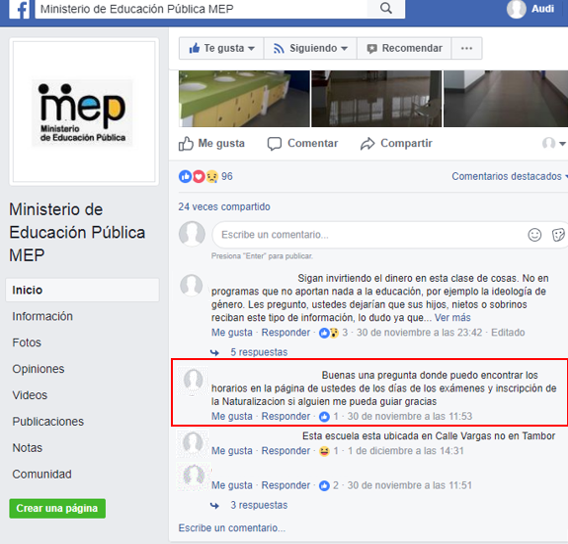 Ministerio de Educación Pública MEP
Audi
Te gusta
Siguiendo
Recomendar
mep
Ministerio
de Educación Pública
Me gusta
Comentar
Compartir
96
Comentarios destacados
24 veces compartido
Escribe un comentario...
Presiona "Enter" para publicar.
Ministerio de
Educación Pública
MEP
Inicio
Información
Fotos
Opiniones
Videos
Publicaciones
Notas
Comunidad
Crear una página
Sigan invirtiendo el dinero en esta clase de cosas. No en
programas que no aportan nada a la educación, por ejemplo la ideología de
género. Les pregunto, ustedes dejarían que sus hijos, nietos o sobrinos
reciban este tipo de información, lo dudo ya que... Ver más
Me gusta · Responder · 3 · 30 de noviembre a las 23:42 · Editado
5 respuestas
Buenas una pregunta donde puedo encontrar los
horarios en la página de ustedes de los días de los exámenes y inscripción de
la Naturalizacion si alguien me pueda guiar gracias
Me gusta · Responder · 1 · 30 de noviembre a las 11:53
Esta escuela esta ubicada en Calle Vargas no en Tambor
Me gusta · Responder · 1 · 1 de diciembre a las 14:31
Me gusta · Responder · 2 · 30 de noviembre a las 11:51
3 respuestas
Escribe un comentario...